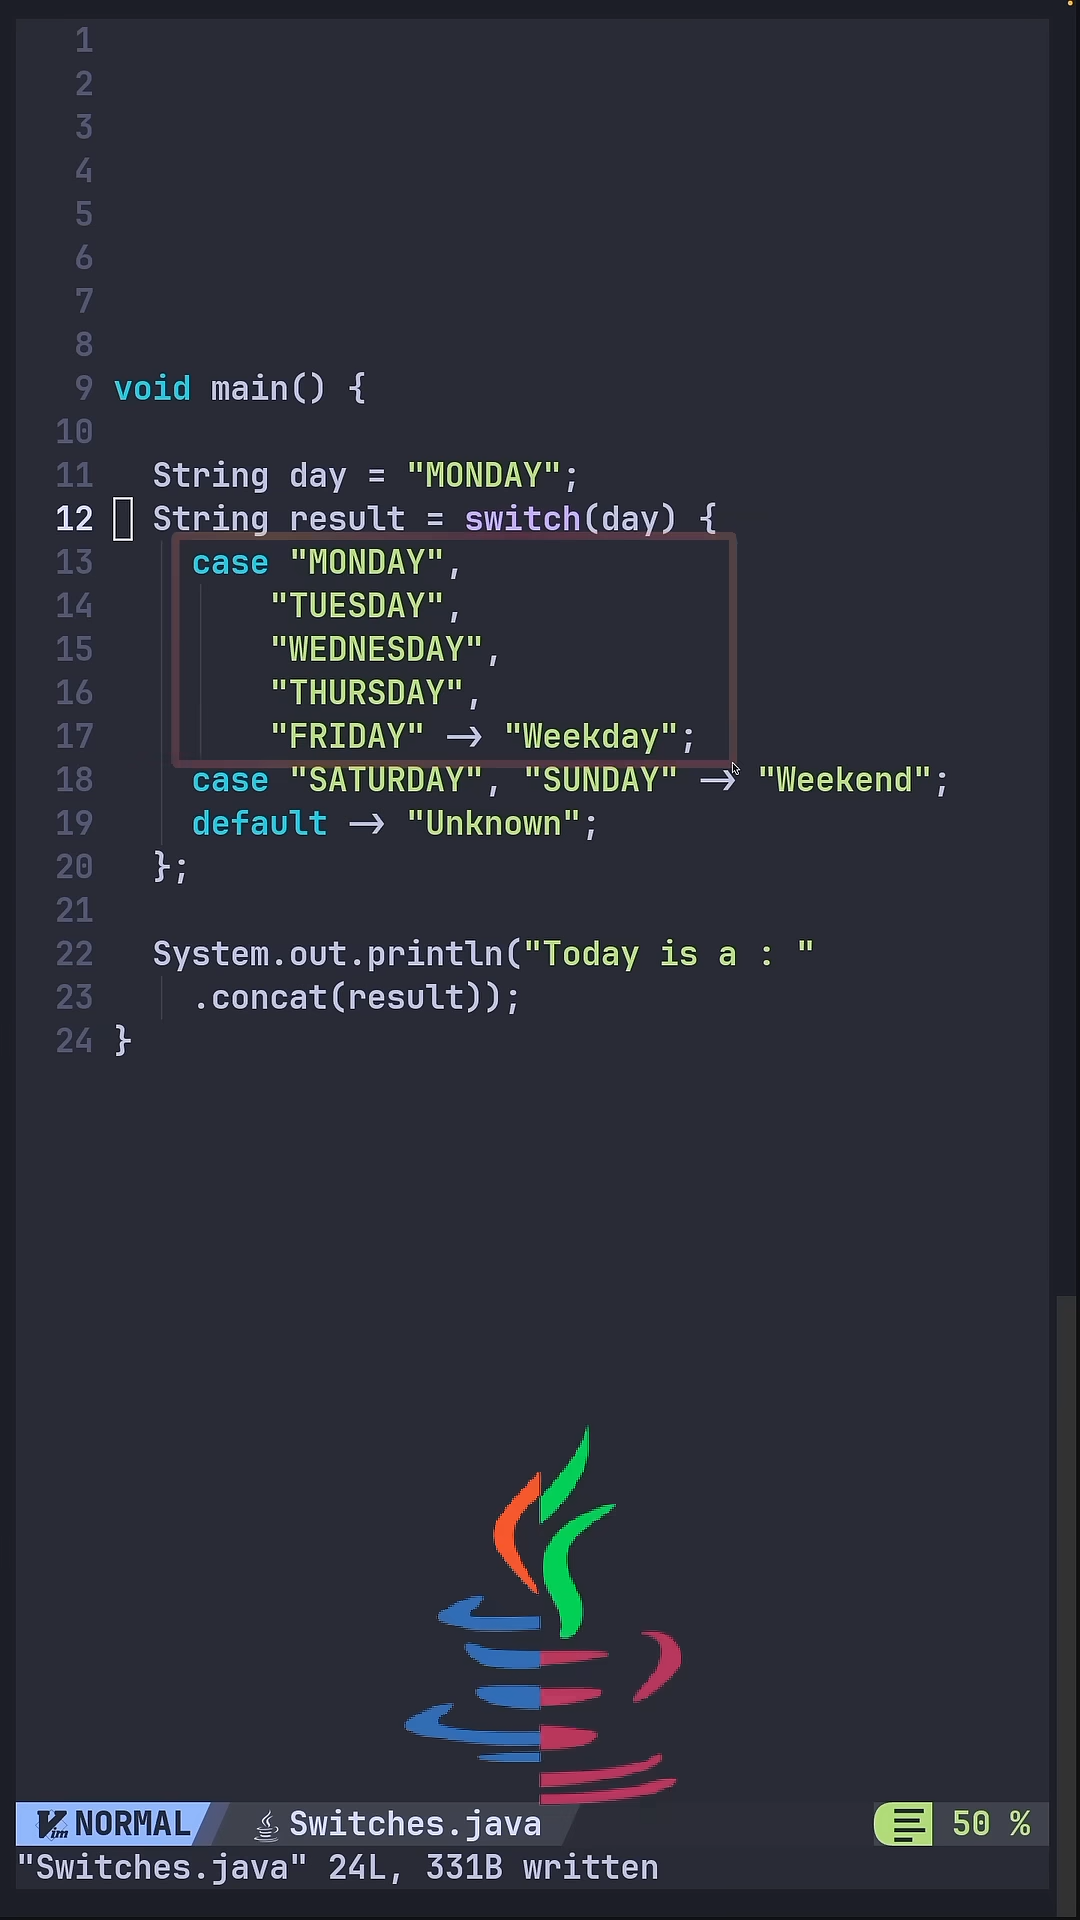 1
2
3
4
5
6
7
8
9 void main() {
10
11   String day = "MONDAY";
12   String result = switch(day) {
13     case "MONDAY",
14         "TUESDAY",
15         "WEDNESDAY",
16         "THURSDAY",
17         "FRIDAY" -> "Weekday";
18     case "SATURDAY", "SUNDAY" -> "Weekend";
19     default -> "Unknown";
20   };
21
22   System.out.println("Today is a : "
23     .concat(result));
24 }
Vim NORMAL Switches.java 50 %
"Switches.java" 24L, 331B written